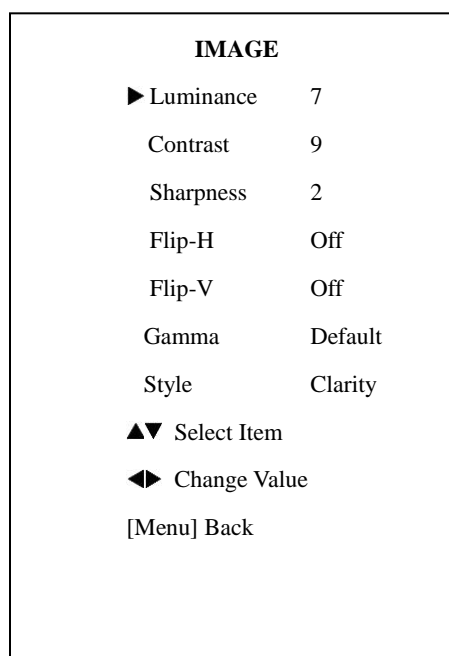 IMAGE
▶ Luminance 7
Contrast 9
Sharpness 2
Flip-H Off
Flip-V Off
Gamma Default
Style Clarity
▲▼ Select Item
◀▶ Change Value
[Menu] Back